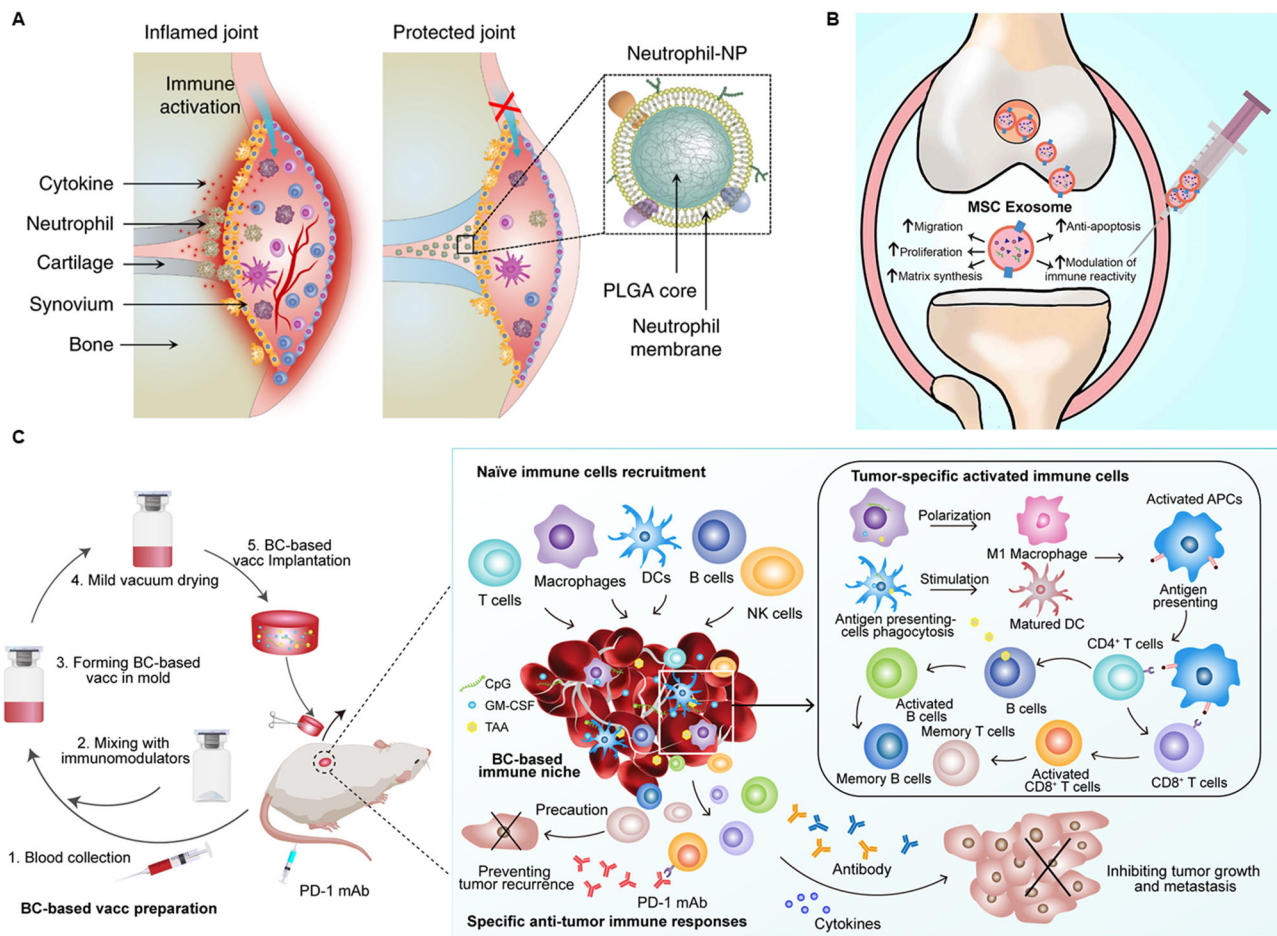 A
Inflamed joint
Immune
activation
Cytokine
Neutrophil
Cartilage
Synovium
Bone
Protected joint
Neutrophil-NP
PLGA core
Neutrophil
membrane
B
MSC Exosome
↑Migration
↑Proliferation
↑Matrix synthesis
↑Anti-apoptosis
↑Modulation of
immune reactivity
C
1. Blood collection
2. Mixing with
immunomodulators
3. Forming BC-based
vacc in mold
4. Mild vacuum drying
5. BC-based
vacc Implantation
PD-1 mAb
BC-based vacc preparation
Naïve immune cells recruitment
T cells
Macrophages
DCs
B cells
NK cells
CpG
GM-CSF
TAA
BC-based
immune niche
Precaution
Preventing
tumor recurrence
PD-1 mAb
Specific anti-tumor immune responses
Antibody
Cytokines
Inhibiting tumor growth
and metastasis
Tumor-specific activated immune cells
Polarization
M1 Macrophage
Activated APCs
Stimulation
Antigen presenting-
cells phagocytosis
Matured DC
Antigen
presenting
CD4⁺ T cells
B cells
Activated
B cells
Memory B cells
Memory T cells
Activated
CD8⁺ T cells
CD8⁺ T cells